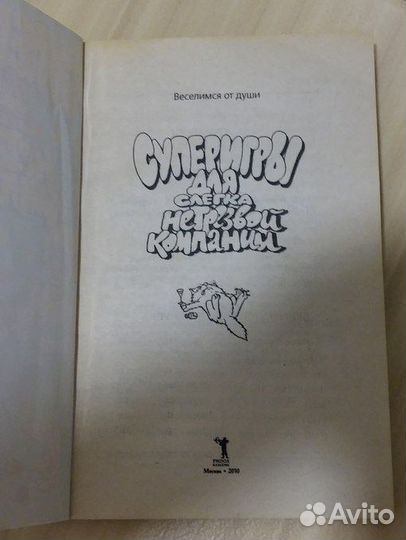 Веселимся от души
СУПЕРИГРЫ
ДЛЯ
СЛЕГКА
НЕТРЕЗВОЙ
КОМПАНИИ
Москва • 2010
Avito